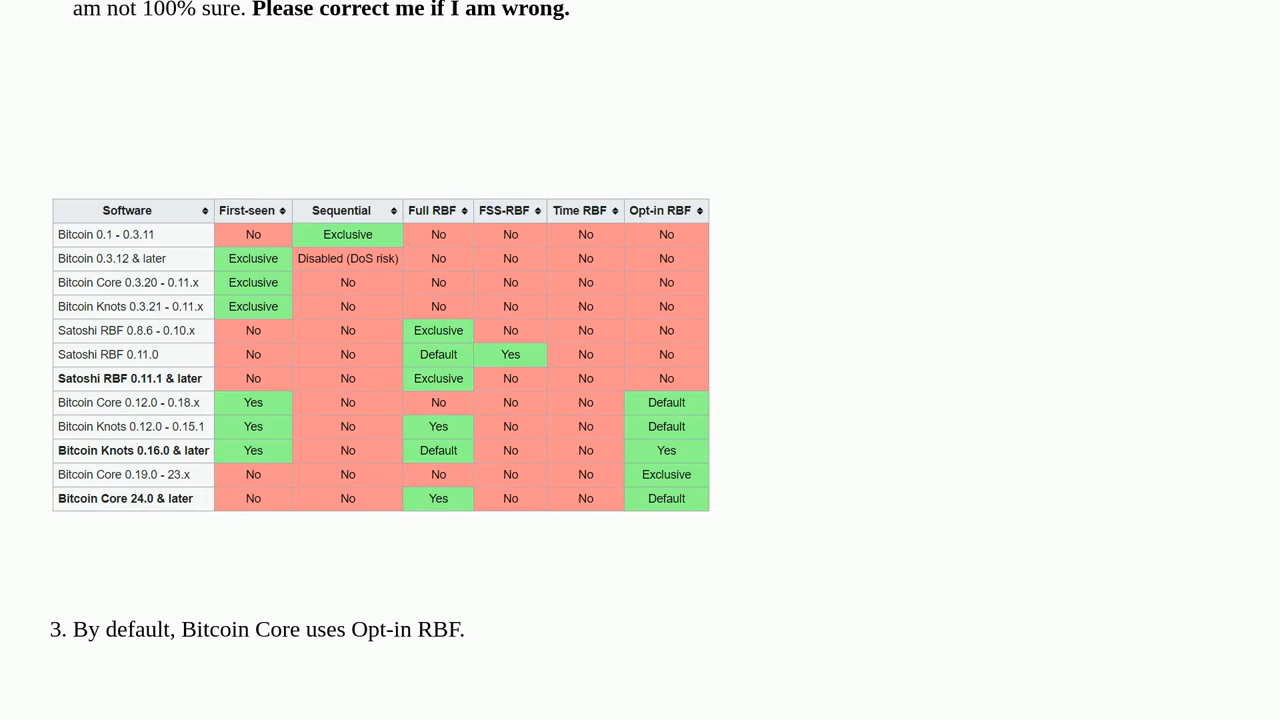 am not 100% sure. Please correct me if I am wrong.
Software First-seen Sequential Full RBF FSS-RBF Time RBF Opt-in RBF
Bitcoin 0.1 - 0.3.11 No Exclusive No No No No
Bitcoin 0.3.12 & later Exclusive Disabled (DoS risk) No No No No
Bitcoin Core 0.3.20 - 0.11.x Exclusive No No No No No
Bitcoin Knots 0.3.21 - 0.11.x Exclusive No No No No No
Satoshi RBF 0.8.6 - 0.10.x No No Exclusive No No No
Satoshi RBF 0.11.0 No No Default Yes No No
Satoshi RBF 0.11.1 & later No No Exclusive No No No
Bitcoin Core 0.12.0 - 0.18.x Yes No No No No Default
Bitcoin Knots 0.12.0 - 0.15.1 Yes No Yes No No Default
Bitcoin Knots 0.16.0 & later Yes No Default No No Yes
Bitcoin Core 0.19.0 - 23.x No No No No No Exclusive
Bitcoin Core 24.0 & later No No Yes No No Default
3. By default, Bitcoin Core uses Opt-in RBF.